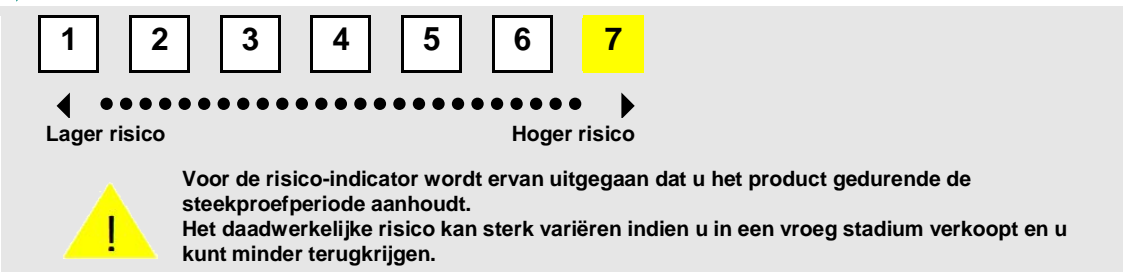 1 2 3 4 5 6 7
Lager risico Hoger risico
!
Voor de risico-indicator wordt ervan uitgegaan dat u het product gedurende de
steekproefperiode aanhoudt.
Het daadwerkelijke risico kan sterk variëren indien u in een vroeg stadium verkoopt en u
kunt minder terugkrijgen.